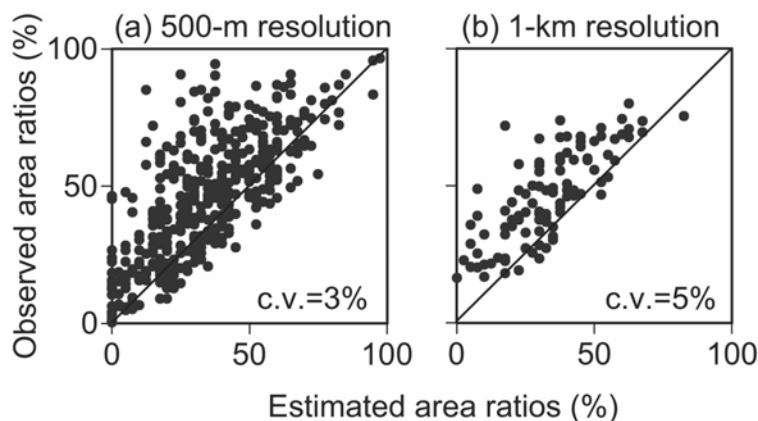 (a) 500-m resolution
(b) 1-km resolution
Observed area ratios (%)
100
50
0
c.v.=3%
c.v.=5%
0
50
100
0
50
100
Estimated area ratios (%)